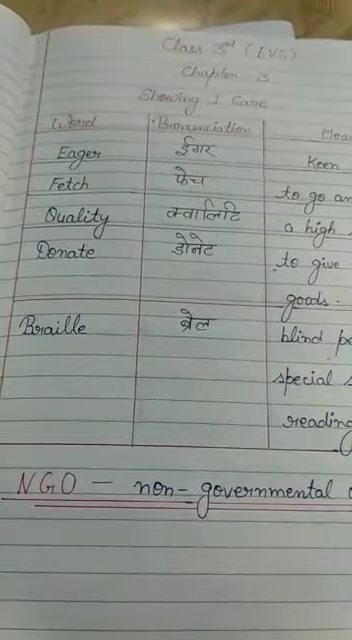 Class 3rd (EVS)
Chapter 3
Showing I Care
Word Pronunciation
Eager ईगर Keen
Fetch फेच to go
Quality क्वालिटि a high
Donate डोनेट to give
goods.
Braille ब्रेल blind
special
reading
NGO - non-governmental